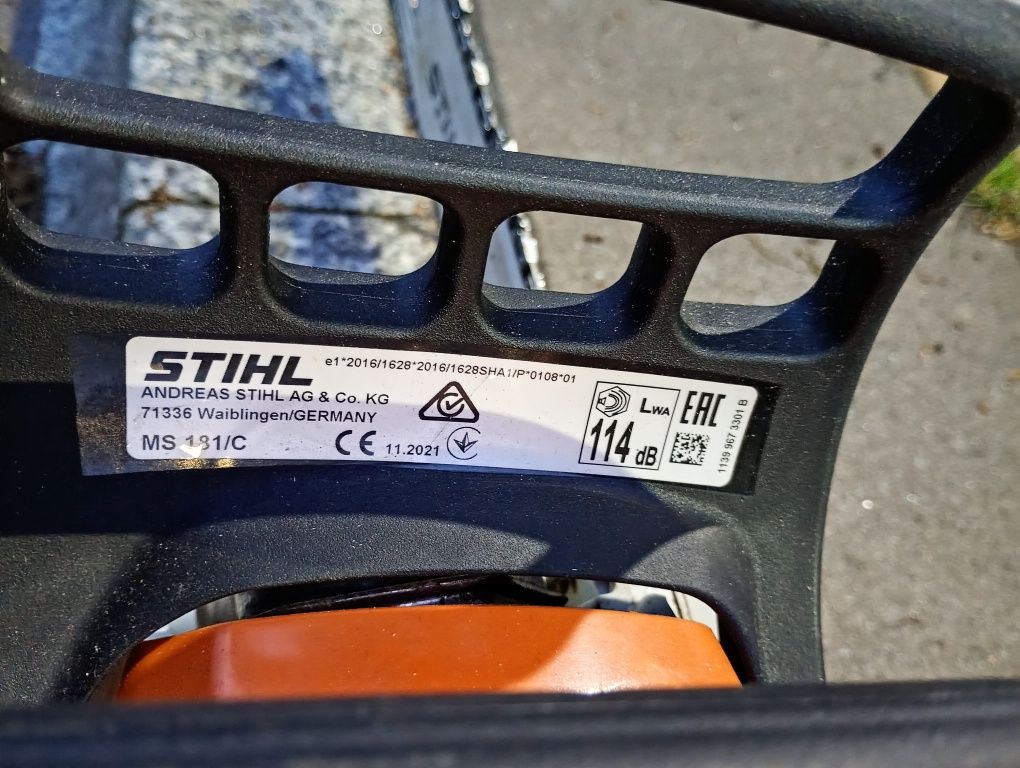 STIHL
e1*2016/1628*2016/1628SHA1/P*0108*01
ANDREAS STIHL AG & Co. KG
71336 Waiblingen/GERMANY
MS 181/C
CE 11.2021
LWA
114 dB
EAC
1139 967 3301 B